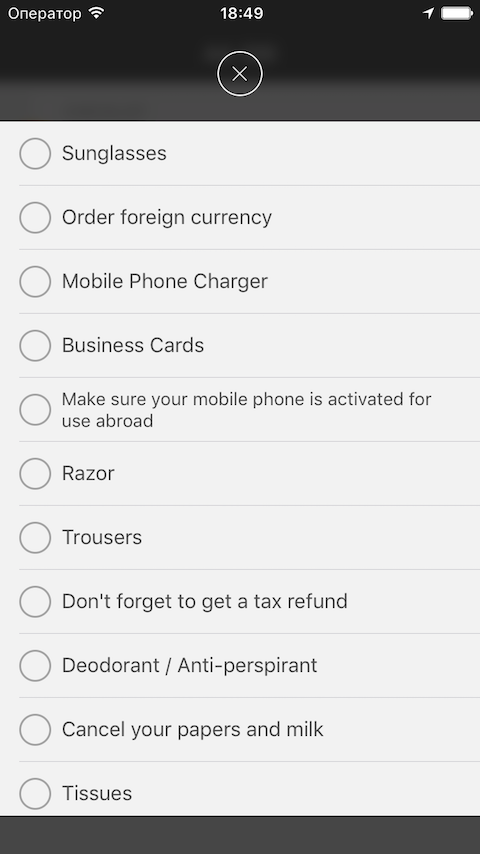 Оператор 18:49
Sunglasses
Order foreign currency
Mobile Phone Charger
Business Cards
Make sure your mobile phone is activated for
use abroad
Razor
Trousers
Don't forget to get a tax refund
Deodorant / Anti-perspirant
Cancel your papers and milk
Tissues